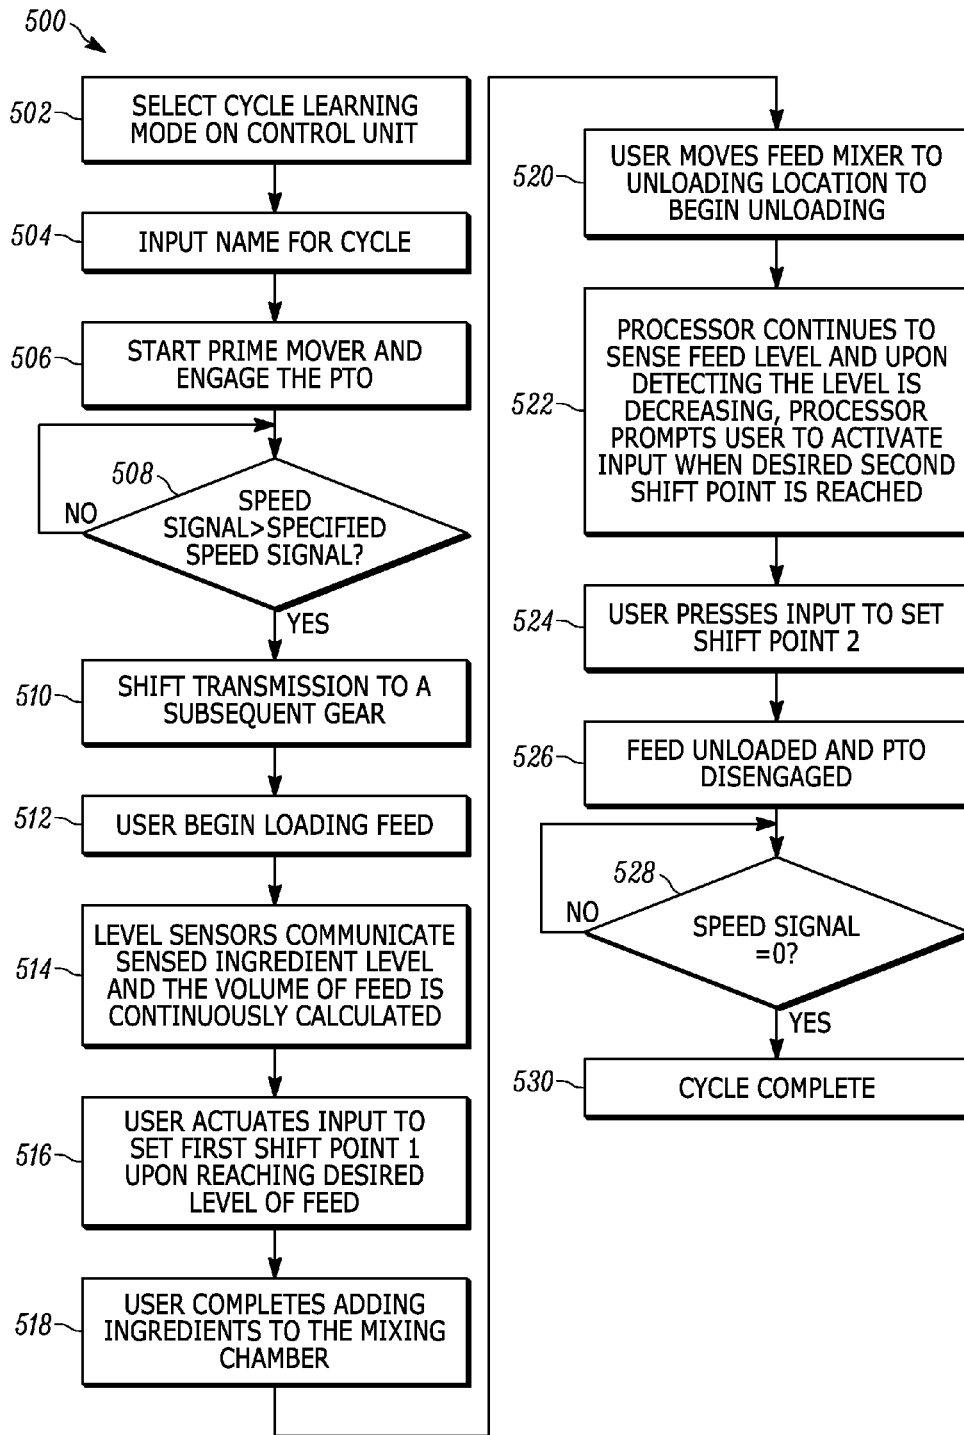 500
502
SELECT CYCLE LEARNING
MODE ON CONTROL UNIT
504
INPUT NAME FOR CYCLE
506
START PRIME MOVER AND
ENGAGE THE PTO
508
NO
SPEED
SIGNAL>SPECIFIED
SPEED SIGNAL?
YES
510
SHIFT TRANSMISSION TO A
SUBSEQUENT GEAR
512
USER BEGIN LOADING FEED
514
LEVEL SENSORS COMMUNICATE
SENSED INGREDIENT LEVEL
AND THE VOLUME OF FEED IS
CONTINUOUSLY CALCULATED
516
USER ACTUATES INPUT TO
SET FIRST SHIFT POINT 1
UPON REACHING DESIRED
LEVEL OF FEED
518
USER COMPLETES ADDING
INGREDIENTS TO THE MIXING
CHAMBER
520
USER MOVES FEED MIXER TO
UNLOADING LOCATION TO
BEGIN UNLOADING
522
PROCESSOR CONTINUES TO
SENSE FEED LEVEL AND UPON
DETECTING THE LEVEL IS
DECREASING, PROCESSOR
PROMPTS USER TO ACTIVATE
INPUT WHEN DESIRED SECOND
SHIFT POINT IS REACHED
524
USER PRESSES INPUT TO SET
SHIFT POINT 2
526
FEED UNLOADED AND PTO
DISENGAGED
528
NO
SPEED SIGNAL
=0?
YES
530
CYCLE COMPLETE